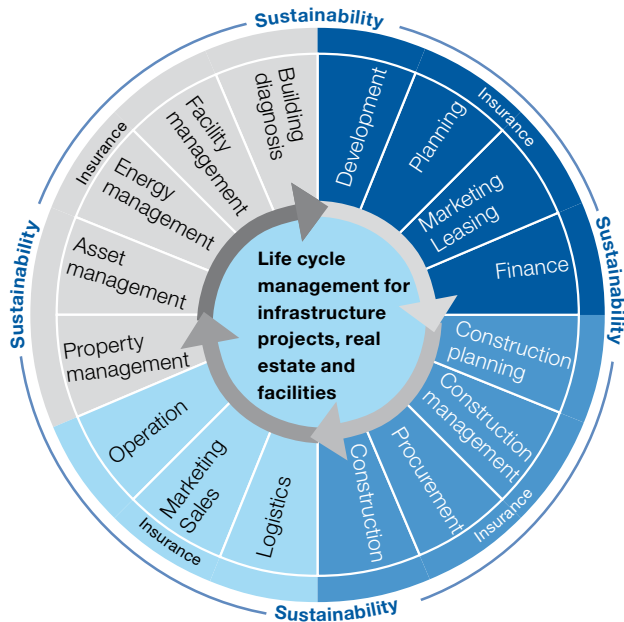 Sustainability
Development
Planning
Insurance
Marketing
Leasing
Finance
Sustainability
Construction
planning
Construction
management
Procurement
Insurance
Construction
Sustainability
Logistics
Marketing
Sales
Insurance
Operation
Property
management
Asset
management
Sustainability
Energy
management
Insurance
Facility
management
Building
diagnosis
Life cycle
management for
infrastructure
projects, real
estate and
facilities